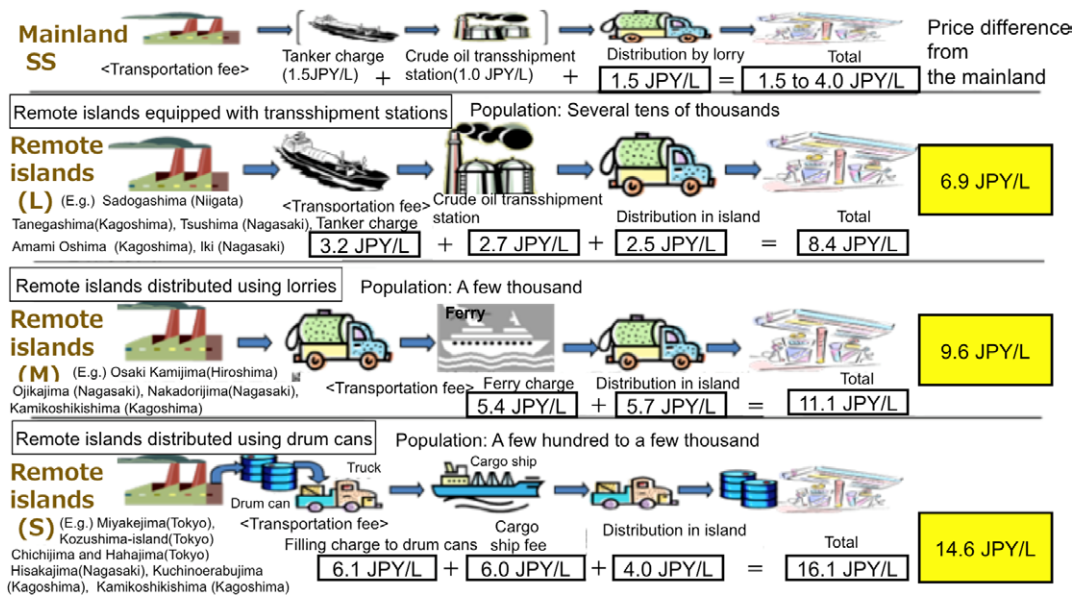 Mainland
SS
<Transportation fee>
Tanker charge
(1.5JPY/L)
+
Crude oil transshipment
station(1.0 JPY/L)
+
Distribution by lorry
1.5 JPY/L
=
Total
1.5 to 4.0 JPY/L
Price difference
from
the mainland
Remote islands equipped with transshipment stations
Population: Several tens of thousands
Remote
islands
(L)
(E.g.) Sadogashima (Niigata)
Tanegashima(Kagoshima), Tsushima (Nagasaki),
Amami Oshima (Kagoshima), Iki (Nagasaki)
<Transportation fee>
Tanker charge
3.2 JPY/L
+
Crude oil transshipment
station
2.7 JPY/L
+
Distribution in island
2.5 JPY/L
=
Total
8.4 JPY/L
6.9 JPY/L
Remote islands distributed using lorries
Population: A few thousand
Remote
islands
(M)
(E.g.) Osaki Kamijima(Hiroshima)
Ojikajima (Nagasaki), Nakadorijima(Nagasaki),
Kamikoshikishima (Kagoshima)
Ferry
<Transportation fee>
Ferry charge
5.4 JPY/L
+
Distribution in island
5.7 JPY/L
=
Total
11.1 JPY/L
9.6 JPY/L
Remote islands distributed using drum cans
Population: A few hundred to a few thousand
Remote
islands
(S)
(E.g.) Miyakejima(Tokyo),
Kozushima-island(Tokyo)
Chichijima and Hahajima(Tokyo)
Hisakajima(Nagasaki), Kuchinoerabujima
(Kagoshima), Kamikoshikishima (Kagoshima)
Drum can
Truck
Cargo ship
<Transportation fee>
Filling charge to drum cans
6.1 JPY/L
+
Cargo
ship fee
6.0 JPY/L
+
Distribution in island
4.0 JPY/L
=
Total
16.1 JPY/L
14.6 JPY/L